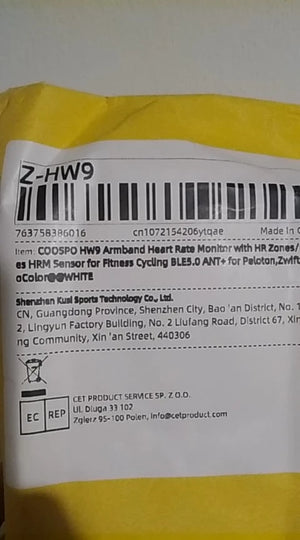 Z-HW9
763758386016 cn1072154206ytqae Made In C
Item: COOSPO HW9 Armband Heart Rate Monitor with HR Zones/
es HRM Sensor for Fitness Cycling BLE5.0 ANT+ for Peloton,Zwift
oColor@@WHITE
Shenzhen Kusi Sports Technology Co., Ltd.
CN, Guangdong Province, Shenzhen City, Bao 'an District, No. 1
2, Lingyun Factory Building, No. 2 Liufang Road, District 67, Xin
ng Community, Xin 'an Street, 440306
EC REP
CET PRODUCT SERVICE SP. Z O.O.
Ul. Dluga 33 102
Zgierz 95-100 Polen, info@cetproduct.com